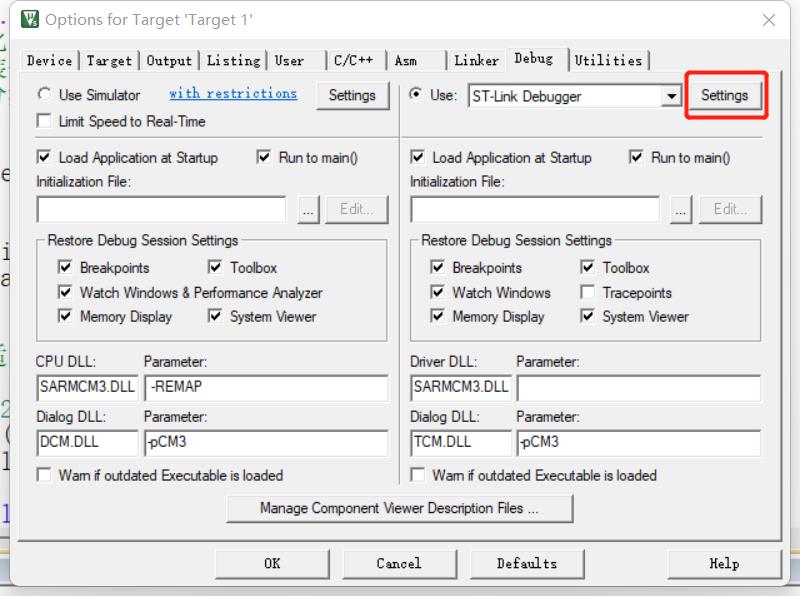 Options for Target 'Target 1'
Device Target Output Listing User C/C++ Asm Linker Debug Utilities
Use Simulator with restrictions Settings
Limit Speed to Real-Time
Use: ST-Link Debugger Settings
Load Application at Startup Run to main()
Initialization File:
... Edit...
Load Application at Startup Run to main()
Initialization File:
... Edit...
Restore Debug Session Settings
Breakpoints Toolbox
Watch Windows & Performance Analyzer
Memory Display System Viewer
Restore Debug Session Settings
Breakpoints Toolbox
Watch Windows Tracepoints
Memory Display System Viewer
CPU DLL: Parameter:
SARMCM3.DLL -REMAP
Dialog DLL: Parameter:
DCM.DLL -pCM3
Warn if outdated Executable is loaded
Driver DLL: Parameter:
SARMCM3.DLL
Dialog DLL: Parameter:
TCM.DLL -pCM3
Warn if outdated Executable is loaded
Manage Component Viewer Description Files ...
OK Cancel Defaults Help